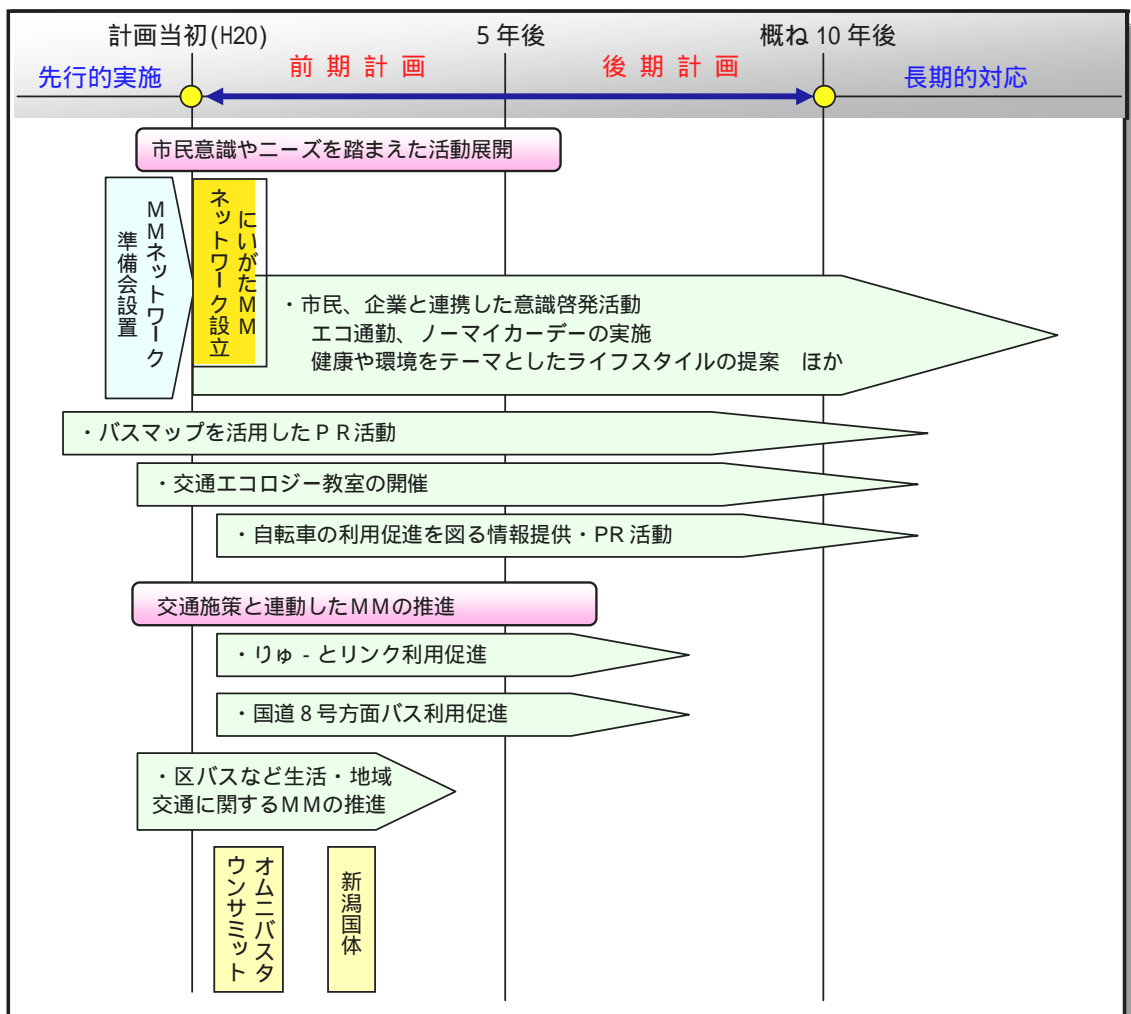 計画当初(H20)
5年後
概ね10年後
先行的実施
前期計画
後期計画
長期的対応
市民意識やニーズを踏まえた活動展開
MMネットワーク
準備会設置
にいがたMM
ネットワーク設立
・市民、企業と連携した意識啓発活動
エコ通勤、ノーマイカーデーの実施
健康や環境をテーマとしたライフスタイルの提案 ほか
・バスマップを活用したPR活動
・交通エコロジー教室の開催
・自転車の利用促進を図る情報提供・PR活動
交通施策と連動したMMの推進
・りゅ-とリンク利用促進
・国道8号方面バス利用促進
・区バスなど生活・地域
交通に関するMMの推進
オムニバスタ
ウンサミット
新潟国体